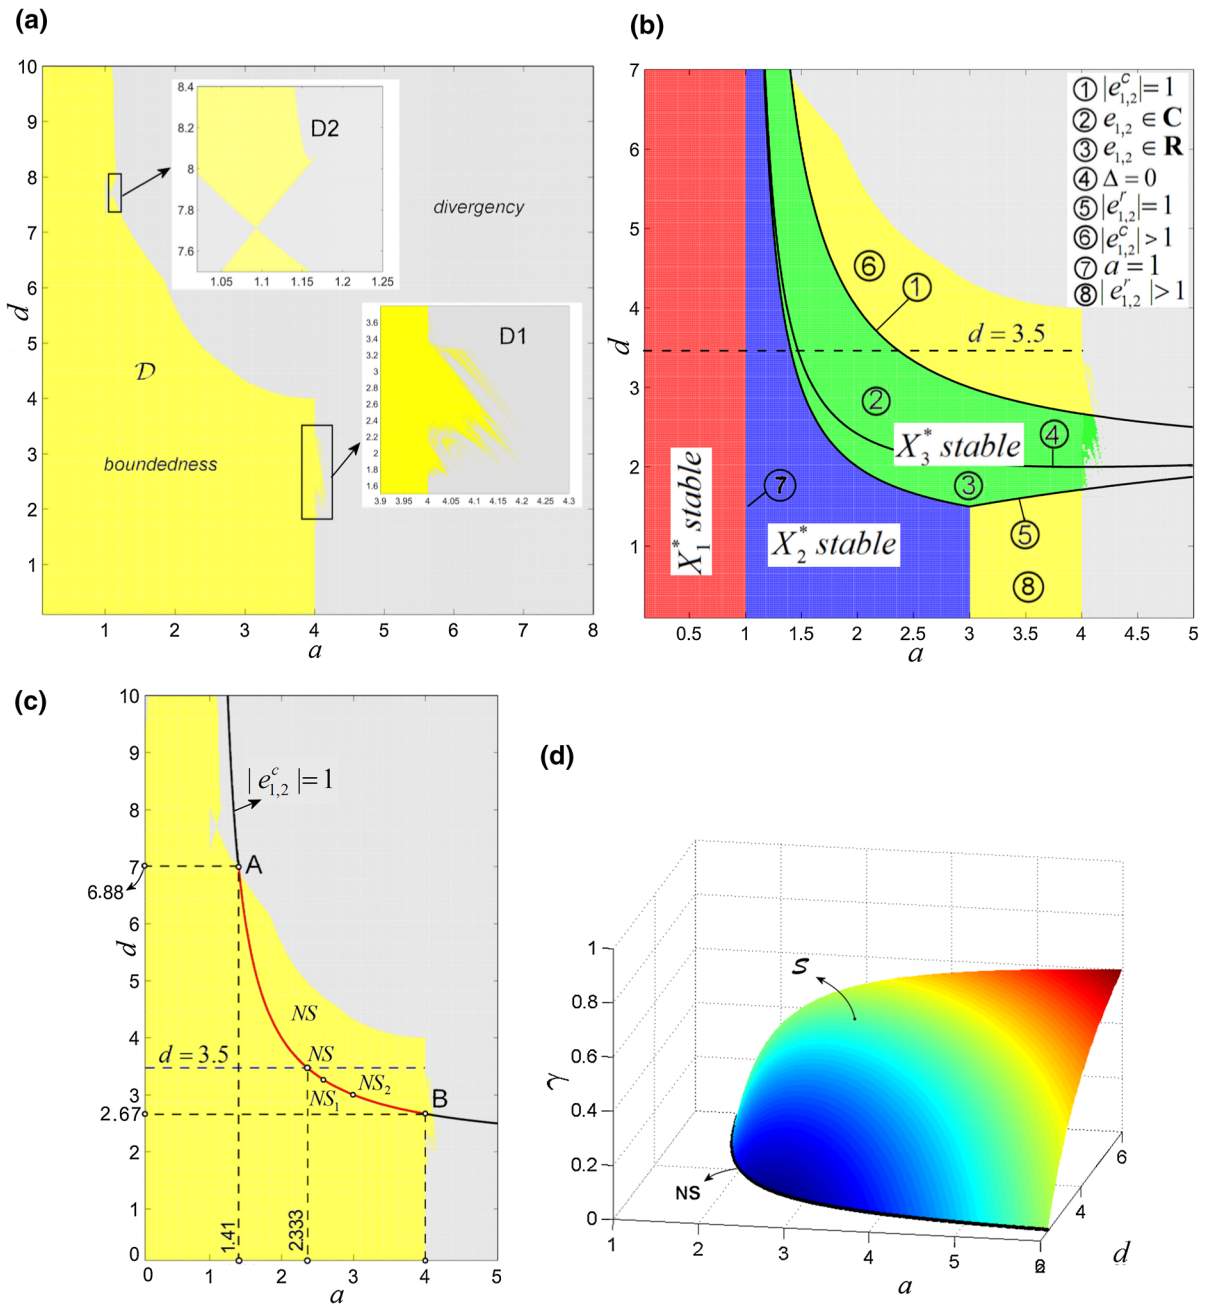 (a)
10
9
8
7
6
5
4
3
2
1
d
1
2
3
4
5
6
7
8
a
8.4
8.2
8
7.8
7.6
1.05
1.1
1.15
1.2
1.25
D2
divergency
𝒟
boundedness
3.6
3.4
3.2
3
2.8
2.6
2.4
2.2
2
1.8
1.6
3.9
3.95
4
4.05
4.1
4.15
4.2
4.25
4.3
D1
(b)
7
6
5
4
3
2
1
d
0.5
1
1.5
2
2.5
3
3.5
4
4.5
5
a
① |e^c_{1,2}|= 1
② e_{1,2} ∈ C
③ e_{1,2} ∈ R
④ Δ = 0
⑤ |e^r_{1,2}|= 1
⑥ |e^c_{1,2}| > 1
⑦ a = 1
⑧ | e^r_{1,2} |> 1
⑥
①
d = 3.5
②
X^*_3 stable
④
③
⑦
X^*_1 stable
X^*_2 stable
⑤
⑧
(c)
10
9
8
7
6.88
6
d
5
4
3
2.67
2
1
0
0
1
2
3
4
5
a
| e^c_{1,2} |= 1
A
NS
d = 3.5
NS
NS_2
NS_1
B
1.41
2.333
(d)
1
0.8
0.6
0.4
0.2
0
γ
1
2
3
4
5
6
a
2
4
6
d
S
NS